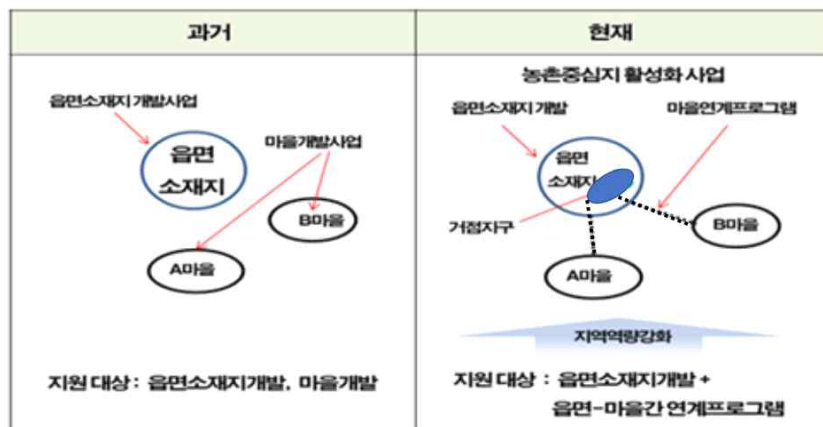 과거
현재
읍면소재지 개발사업
마을개발사업
읍면
소재지
B마을
A마을
지원 대상 : 읍면소재지개발, 마을개발
농촌중심지 활성화 사업
읍면소재지 개발
마을연계프로그램
읍면
소재지
거점지구
B마을
A마을
지역역량강화
지원 대상 : 읍면소재지개발 +
읍면-마을간 연계프로그램